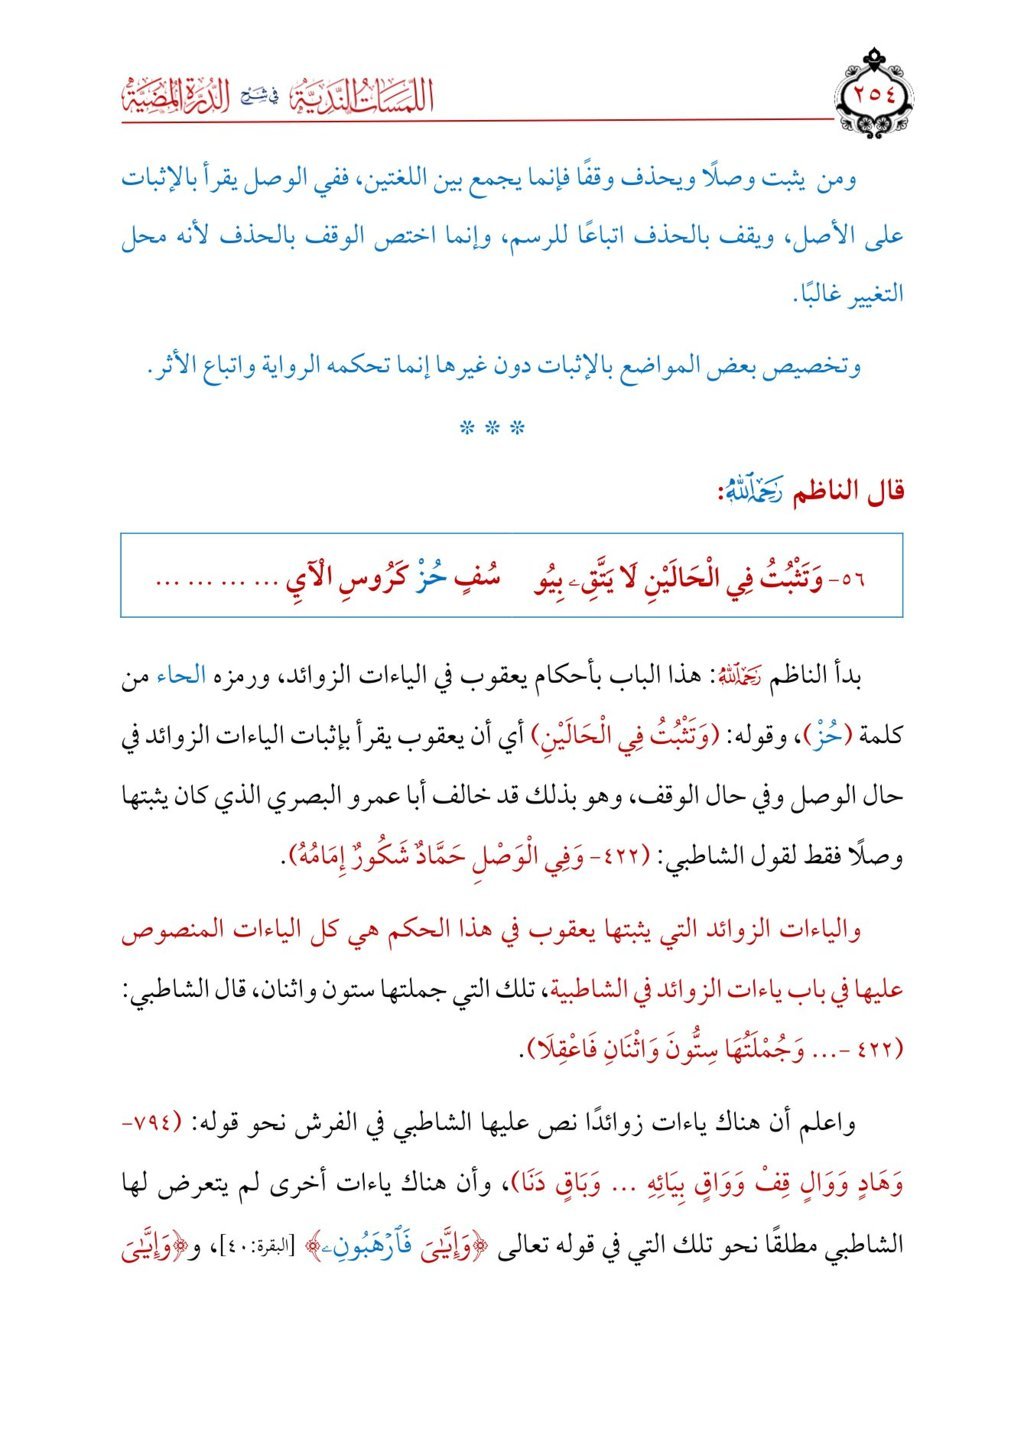 اللمسات الندية في شرح الدرة المضية
٢٥٤
ومن يثبت وصلًا ويحذف وقفًا فإنما يجمع بين اللغتين، ففي الوصل يقرأ بالإثبات
على الأصل، ويقف بالحذف اتباعًا للرسم، وإنما اختص الوقف بالحذف لأنه محل
التغيير غالبًا.
وتخصيص بعض المواضع بالإثبات دون غيرها إنما تحكمه الرواية واتباع الأثر.
* * *
قال الناظم رَحِمَهُ ٱللَّهُ:
٥٦- وَتَثْبُتُ فِي الْحَالَيْنِ لَا يَتَّقِۦ بِيُو سُفٍ حُزْ كَرُوسِ الْآيِ ... ... ... ...
بدأ الناظم رَحِمَهُ ٱللَّهُ: هذا الباب بأحكام يعقوب في الياءات الزوائد، ورمزه الحاء من
كلمة (حُزْ)، وقوله: (وَتَثْبُتُ فِي الْحَالَيْنِ) أي أن يعقوب يقرأ بإثبات الياءات الزوائد في
حال الوصل وفي حال الوقف، وهو بذلك قد خالف أبا عمرو البصري الذي كان يثبتها
وصلًا فقط لقول الشاطبي: (٤٢٢- وَفِي الْوَصْلِ حَمَّادٌ شَكُورٌ إِمَامُهُ).
والياءات الزوائد التي يثبتها يعقوب في هذا الحكم هي كل الياءات المنصوص
عليها في باب ياءات الزوائد في الشاطبية، تلك التي جملتها ستون واثنان، قال الشاطبي:
(٤٢٢ -... وَجُمْلَتُهَا سِتُّونَ وَاثْنَانِ فَاعْقِلَا).
واعلم أن هناك ياءات زوائدًا نص عليها الشاطبي في الفرش نحو قوله: (٧٩٤-
وَهَادٍ وَوَالٍ قِفْ وَوَاقٍ بِيَائِهِ ... وَبَاقٍ دَنَا)، وأن هناك ياءات أخرى لم يتعرض لها
الشاطبي مطلقًا نحو تلك التي في قوله تعالى ﴿وَإِيَّٰيَ فَٱرۡهَبُونِۦ﴾ [البقرة:٤٠]، و﴿وَإِيَّٰيَ